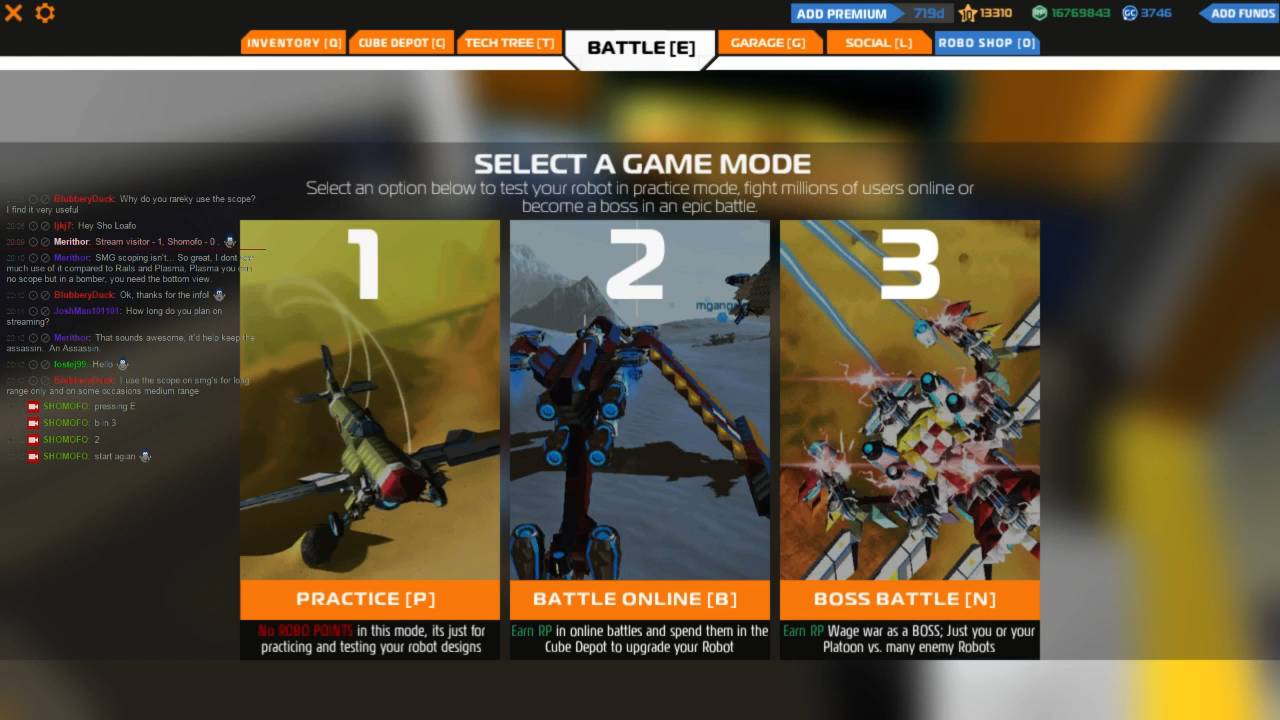 ADD PREMIUM 719d 13310 16769843 3746 ADD FUNDS
INVENTORY [Q] CUBE DEPOT [C] TECH TREE [T] BATTLE [E] GARAGE [G] SOCIAL [L] ROBO SHOP [O]
SELECT A GAME MODE
Select an option below to test your robot in practice mode, fight millions of users online or
become a boss in an epic battle.
BlubberyDuck: Why do you rareky use the scope?
I find it very useful
ljkj7: Hey Sho Loafo
Merithor: Stream visitor - 1, Shomofo - 0 .
Merithor: SMG scoping isn't... So great, I dont
much use of it compared to Rails and Plasma, Plasma you can
no scope but in a bomber, you need the bottom view.
BlubberyDuck: Ok, thanks for the info!
JoshMan101101: How long do you plan on
streaming?
Merithor: That sounds awesome, it'd help keep the
assassin. An Assassin.
fostej99: Hello
BlubberyDuck: I use the scope on smg's for long
range only and on some occasions medium range
SHOMOFO: pressing E
SHOMOFO: b in 3
SHOMOFO: 2
SHOMOFO: start agian
1
2
3
PRACTICE [P]
No ROBO POINTS in this mode, its just for
practicing and testing your robot designs
BATTLE ONLINE [B]
Earn RP in online battles and spend them in the
Cube Depot to upgrade your Robot
BOSS BATTLE [N]
Earn RP Wage war as a BOSS; Just you or your
Platoon vs. many enemy Robots